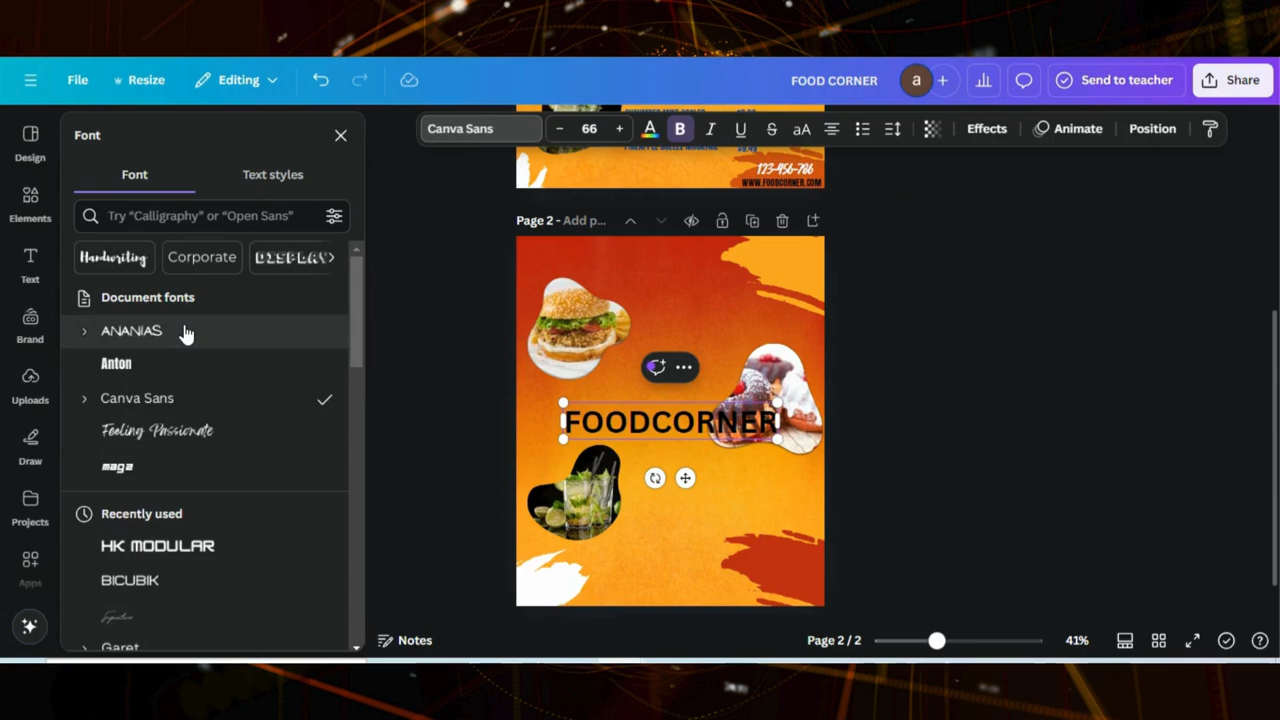 File
Resize
Editing
FOOD CORNER
a
Send to teacher
Share
Font
Font
Text styles
Try “Calligraphy” or “Open Sans”
Handwriting
Corporate
DISPLAY
Document fonts
ANANIAS
Anton
Canva Sans
Feeling Passionate
maga
Recently used
HK MODULAR
BICUBIK
Signature
Garet
Design
Elements
Text
Brand
Uploads
Draw
Projects
Apps
Canva Sans
66
A
B
I
U
S
aA
Effects
Animate
Position
123-456-786
WWW.FOODCORNER.COM
Page 2 - Add p...
FOODCORNER
Notes
Page 2 / 2
41%